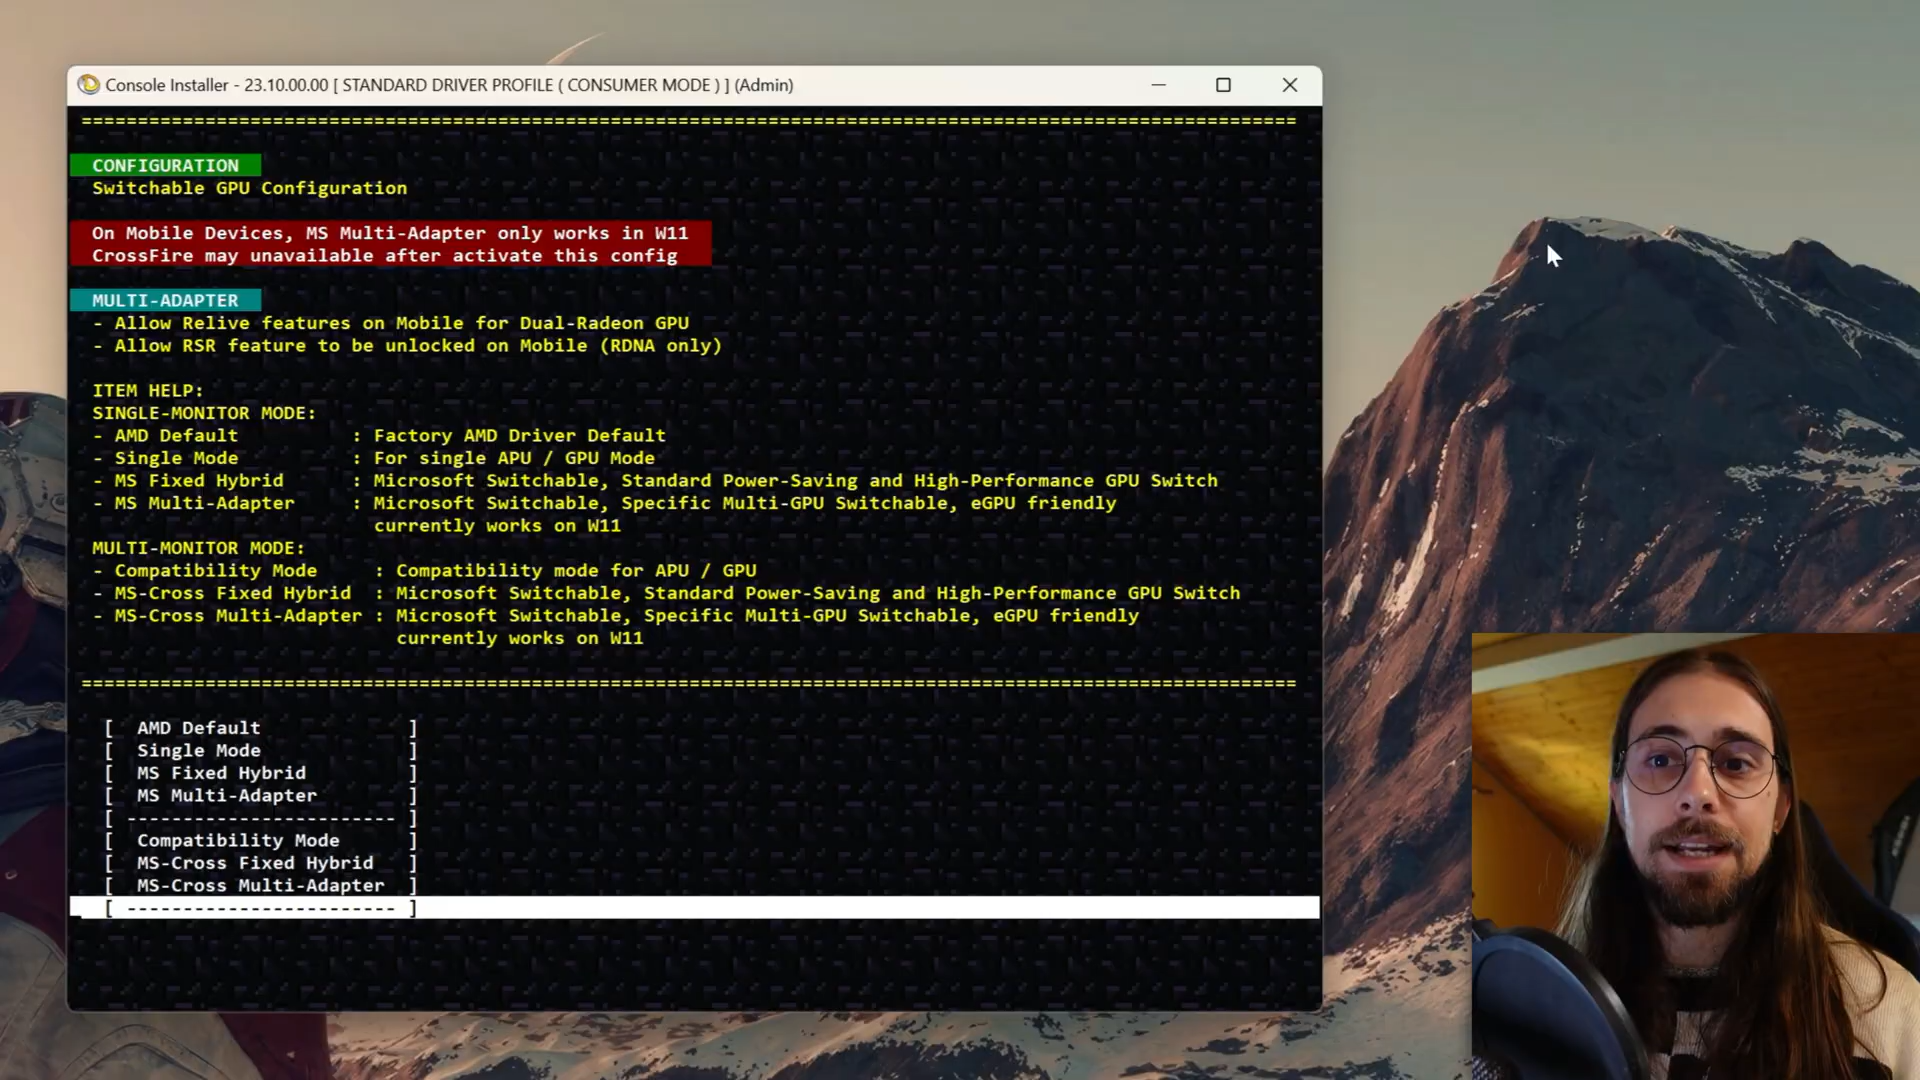 Console Installer - 23.10.00.00 [ STANDARD DRIVER PROFILE ( CONSUMER MODE ) ] (Admin)
============================================================================================================
CONFIGURATION
Switchable GPU Configuration
On Mobile Devices, MS Multi-Adapter only works in W11
CrossFire may unavailable after activate this config
MULTI-ADAPTER
- Allow Relive features on Mobile for Dual-Radeon GPU
- Allow RSR feature to be unlocked on Mobile (RDNA only)
ITEM HELP:
SINGLE-MONITOR MODE:
- AMD Default : Factory AMD Driver Default
- Single Mode : For single APU / GPU Mode
- MS Fixed Hybrid : Microsoft Switchable, Standard Power-Saving and High-Performance GPU Switch
- MS Multi-Adapter : Microsoft Switchable, Specific Multi-GPU Switchable, eGPU friendly
currently works on W11
MULTI-MONITOR MODE:
- Compatibility Mode : Compatibility mode for APU / GPU
- MS-Cross Fixed Hybrid : Microsoft Switchable, Standard Power-Saving and High-Performance GPU Switch
- MS-Cross Multi-Adapter : Microsoft Switchable, Specific Multi-GPU Switchable, eGPU friendly
currently works on W11
============================================================================================================
[ AMD Default ]
[ Single Mode ]
[ MS Fixed Hybrid ]
[ MS Multi-Adapter ]
[ ------------------------ ]
[ Compatibility Mode ]
[ MS-Cross Fixed Hybrid ]
[ MS-Cross Multi-Adapter ]
[ ------------------------ ]